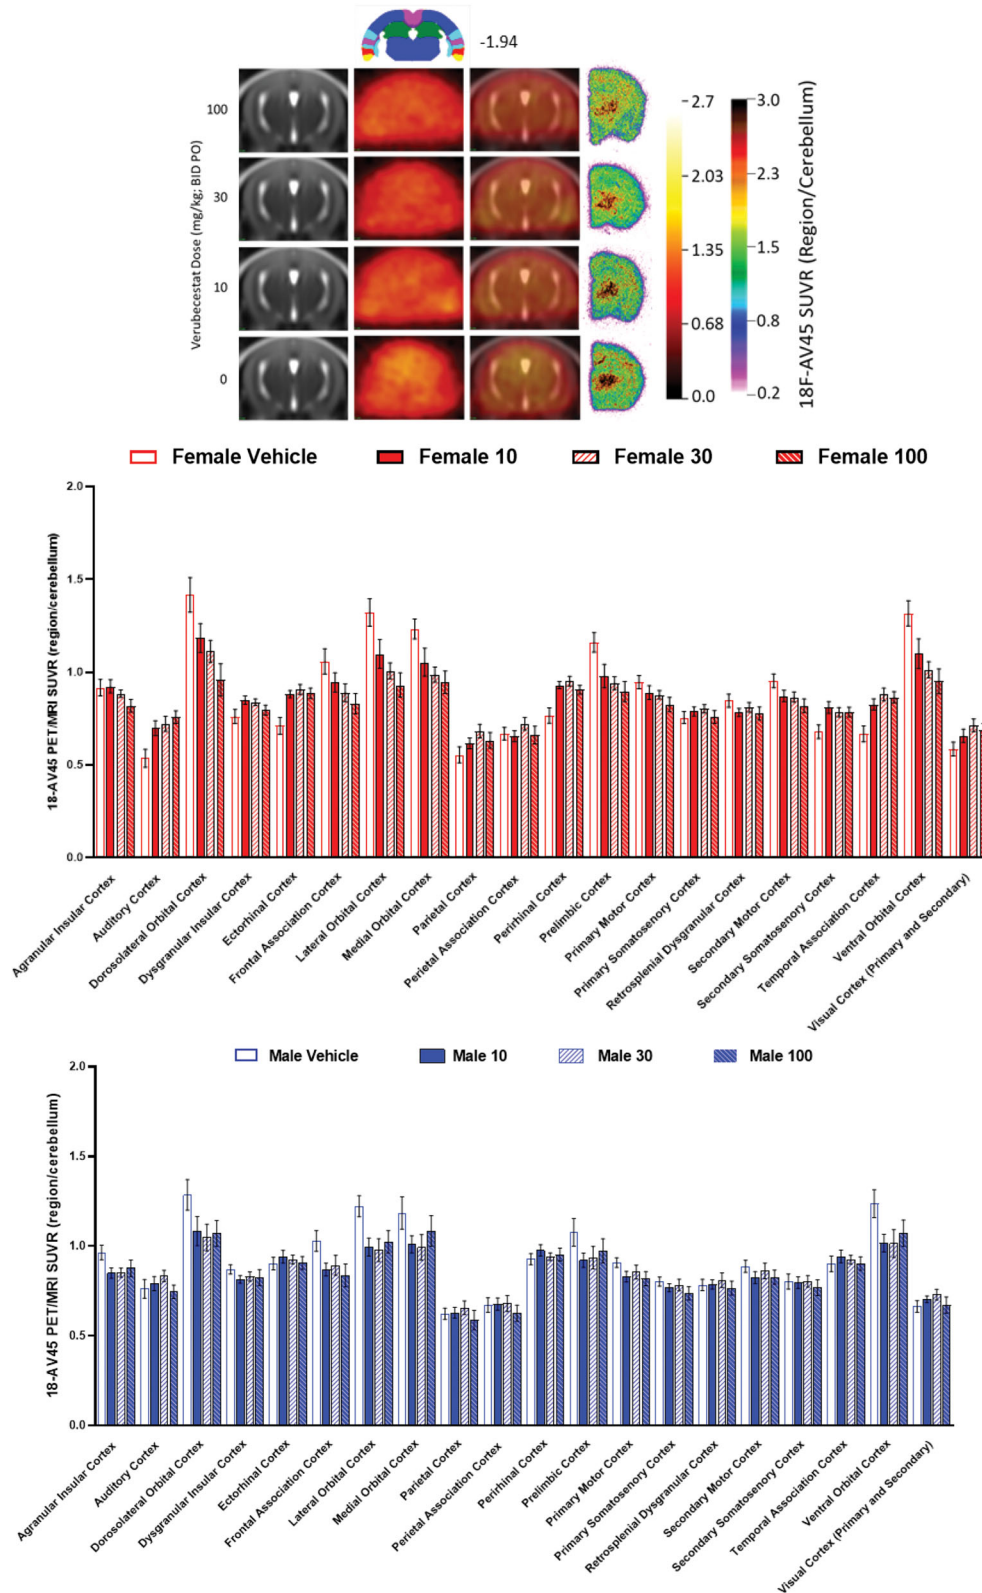 -1.94
Verubecestat Dose (mg/kg; BID PO)
100
30
10
0
2.7
2.03
1.35
0.68
0.0
3.0
2.3
1.5
0.8
0.2
18F-AV45 SUVR (Region/Cerebellum)
Female Vehicle
Female 10
Female 30
Female 100
18-AV45 PET/MRI SUVR (region/cerebellum)
2.0
1.5
1.0
0.5
0.0
Agranular Insular Cortex
Auditory Cortex
Dorosolateral Orbital Cortex
Dysgranular Insular Cortex
Ectorhinal Cortex
Frontal Association Cortex
Lateral Orbital Cortex
Medial Orbital Cortex
Parietal Cortex
Perietal Association Cortex
Perirhinal Cortex
Prelimbic Cortex
Primary Motor Cortex
Primary Somatosenory Cortex
Retrosplenial Dysgranular Cortex
Secondary Motor Cortex
Secondary Somatosenory Cortex
Temporal Association Cortex
Ventral Orbital Cortex
Visual Cortex (Primary and Secondary)
Male Vehicle
Male 10
Male 30
Male 100
18-AV45 PET/MRI SUVR (region/cerebellum)
2.0
1.5
1.0
0.5
0.0
Agranular Insular Cortex
Auditory Cortex
Dorosolateral Orbital Cortex
Dysgranular Insular Cortex
Ectorhinal Cortex
Frontal Association Cortex
Lateral Orbital Cortex
Medial Orbital Cortex
Parietal Cortex
Perietal Association Cortex
Perirhinal Cortex
Prelimbic Cortex
Primary Motor Cortex
Primary Somatosenory Cortex
Retrosplenial Dysgranular Cortex
Secondary Motor Cortex
Secondary Somatosenory Cortex
Temporal Association Cortex
Ventral Orbital Cortex
Visual Cortex (Primary and Secondary)